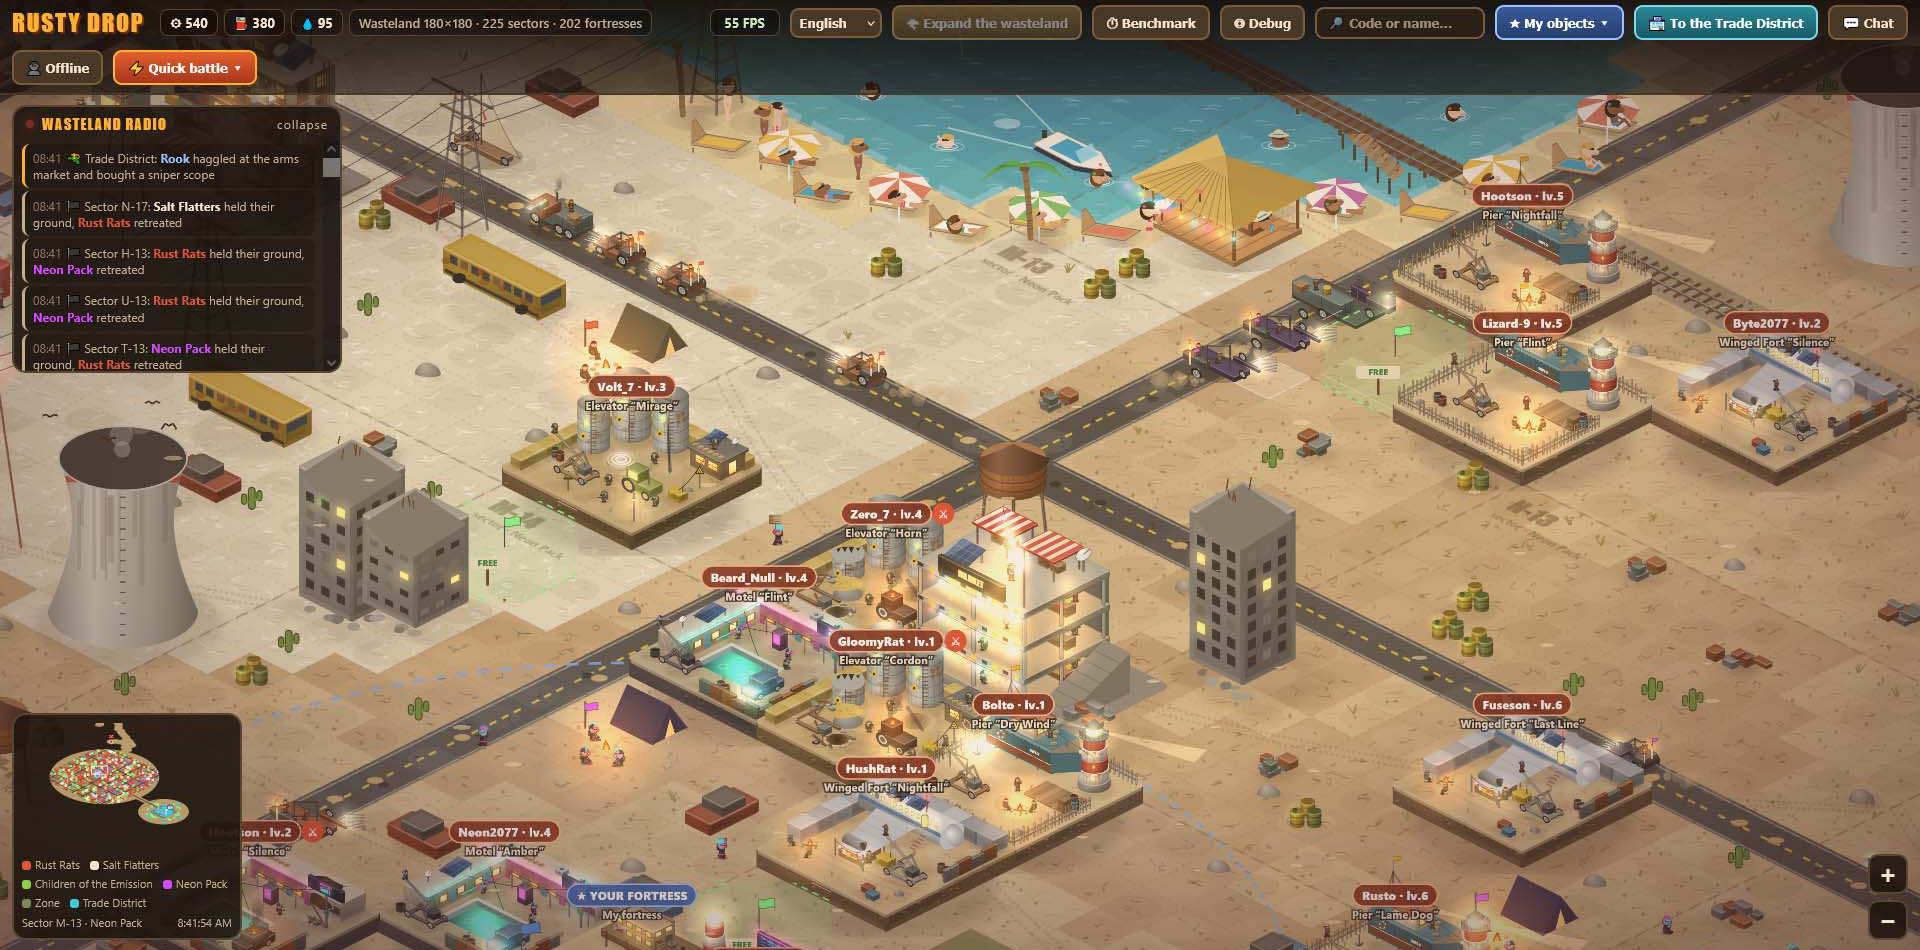 RUSTY DROP
540
380
95
Wasteland 180×180 · 225 sectors · 202 fortresses
55 FPS
English
Expand the wasteland
Benchmark
Debug
Code or name...
My objects
To the Trade District
Chat
Offline
Quick battle
WASTELAND RADIO
collapse
08:41 Trade District: Rook haggled at the arms
market and bought a sniper scope
08:41 Sector N-17: Salt Flatters held their
ground, Rust Rats retreated
08:41 Sector H-13: Rust Rats held their ground,
Neon Pack retreated
08:41 Sector U-13: Rust Rats held their ground,
Neon Pack retreated
08:41 Sector T-13: Neon Pack held their
ground, Rust Rats retreated
Hootson · lv.5
Pier "Nightfall"
Lizard-9 · lv.5
Pier "Flint"
Byte2077 · lv.2
Winged Fort "Silence"
FREE
Volt_7 · lv.3
Elevator "Mirage"
FREE
Zero_7 · lv.4
Elevator "Horn"
Beard_Null · lv.4
Motel "Flint"
GloomyRat · lv.1
Elevator "Cordon"
Bolto · lv.1
Pier "Dry Wind"
HushRat · lv.1
Winged Fort "Nightfall"
Fuseson · lv.6
Winged Fort "Last Line"
Hootson · lv.2
"Silence"
Neon2077 · lv.4
Motel "Amber"
★ YOUR FORTRESS
My fortress
FREE
Rusto · lv.6
Pier "Lame Dog"
Rust Rats
Salt Flatters
Children of the Emission
Neon Pack
Zone
Trade District
Sector M-13 · Neon Pack
8:41:54 AM
+
−